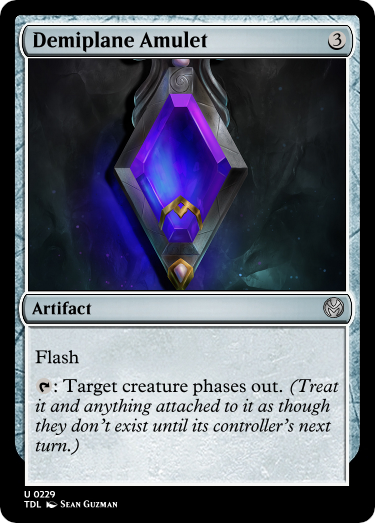 Demiplane Amulet 3
Artifact
Flash
: Target creature phases out. (Treat
it and anything attached to it as though
they don't exist until its controller's next
turn.)
U 0229
TDL Sean Guzman